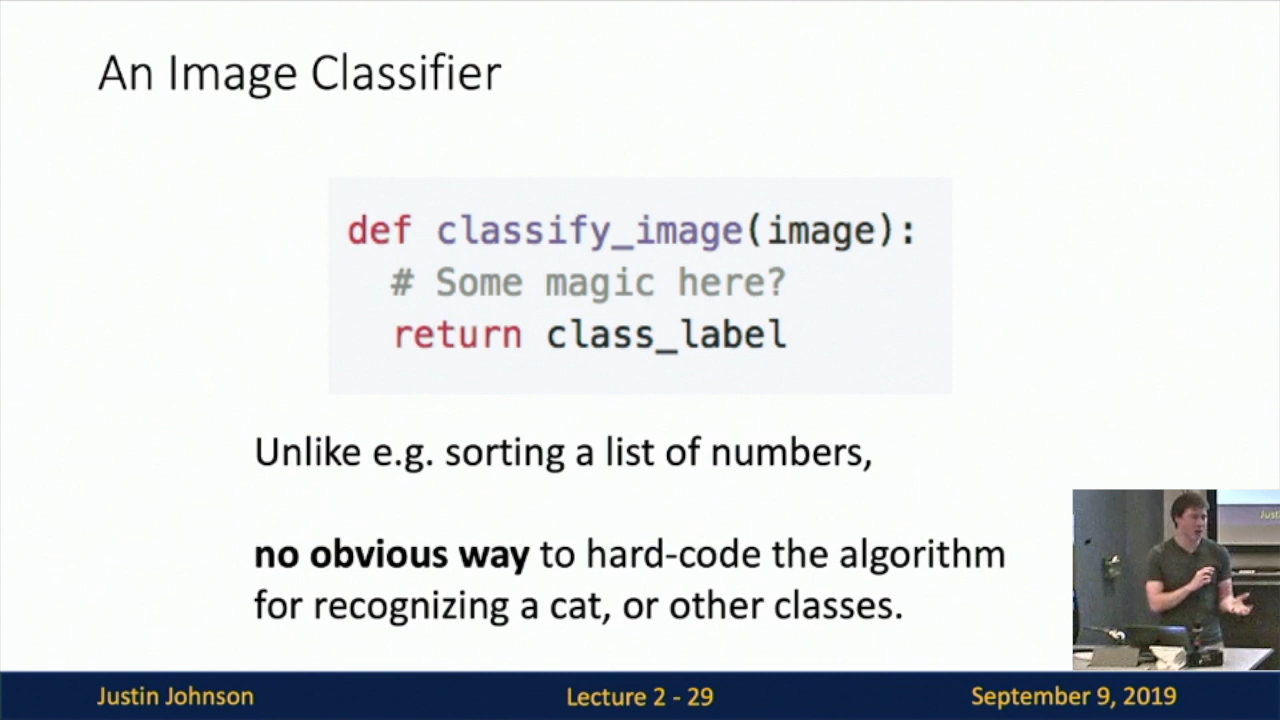 An Image Classifier
def classify_image(image):
# Some magic here?
return class_label
Unlike e.g. sorting a list of numbers,
no obvious way to hard-code the algorithm
for recognizing a cat, or other classes.
Justin Johnson
Lecture 2 - 29
September 9, 2019
Just